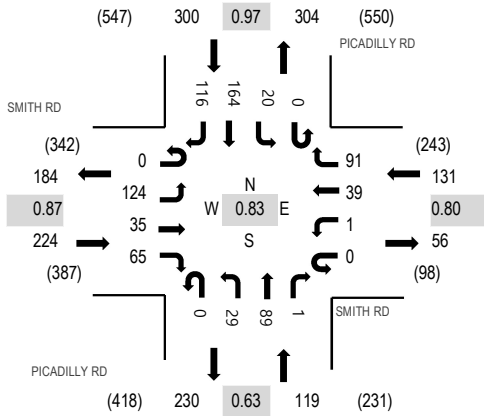 (547) 300 0.97 304 (550)
PICADILLY RD
116 164 20 0
SMITH RD
(342)
184
0.87
224
(387)
0
124
35
65
N
W 0.83 E
S
91
39
1
0
(243)
131
0.80
56
(98)
0 29 89 1
SMITH RD
PICADILLY RD
(418) 230 0.63 119 (231)